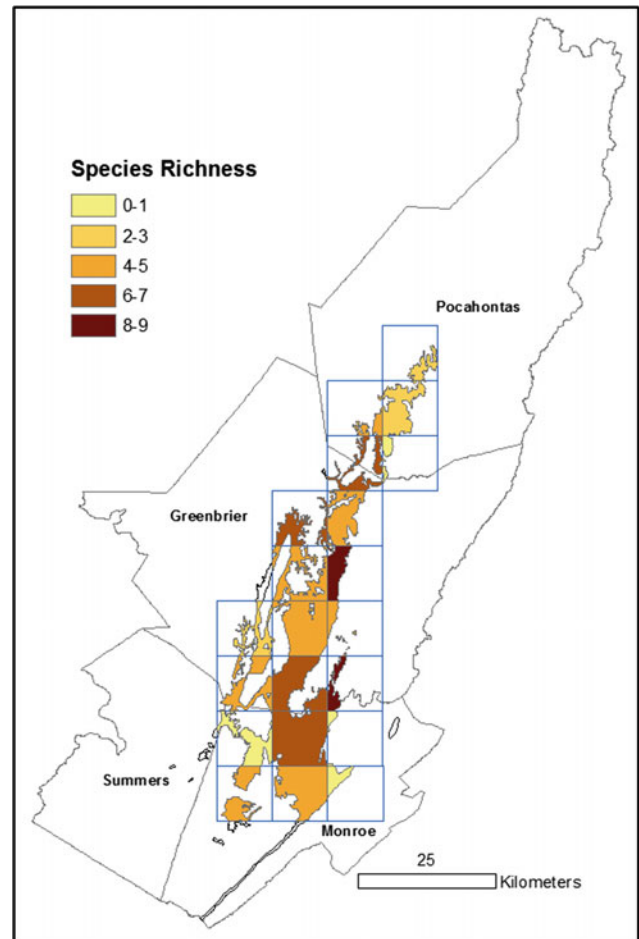 Species Richness
0-1
2-3
4-5
6-7
8-9
Pocahontas
Greenbrier
Summers
Monroe
25
Kilometers